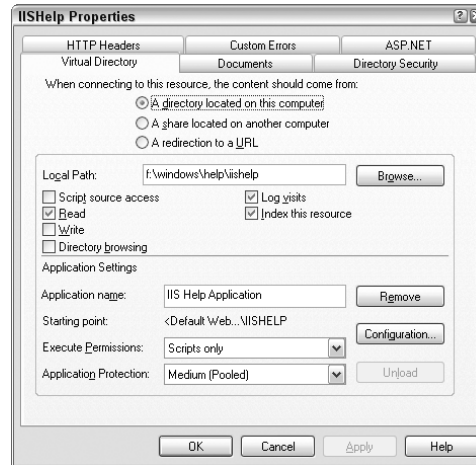 IISHelp Properties
HTTP Headers Custom Errors ASP.NET
Virtual Directory Documents Directory Security
When connecting to this resource, the content should come from:
A directory located on this computer
A share located on another computer
A redirection to a URL
Local Path: f:\windows\help\iishelp Browse...
Script source access Log visits
Read Index this resource
Write
Directory browsing
Application Settings
Application name: IIS Help Application Remove
Starting point: <Default Web...\IISHELP
Configuration...
Execute Permissions: Scripts only
Application Protection: Medium (Pooled) Unload
OK Cancel Apply Help